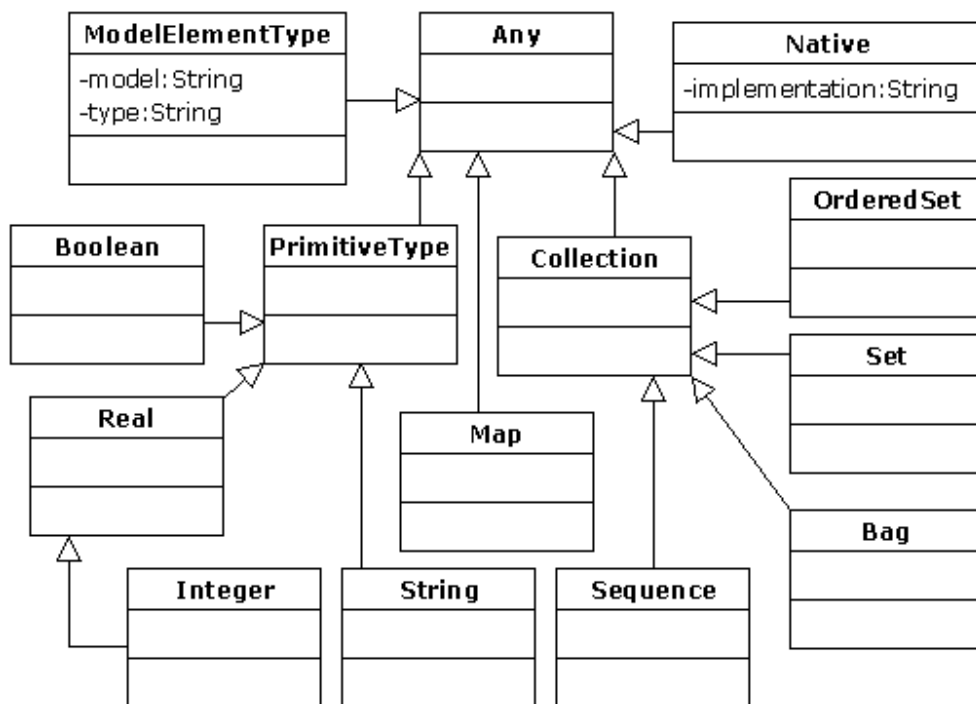 ModelElementType
-model:String
-type:String
Any
Native
-implementation:String
Boolean
PrimitiveType
Collection
OrderedSet
Set
Real
Map
Bag
Integer
String
Sequence